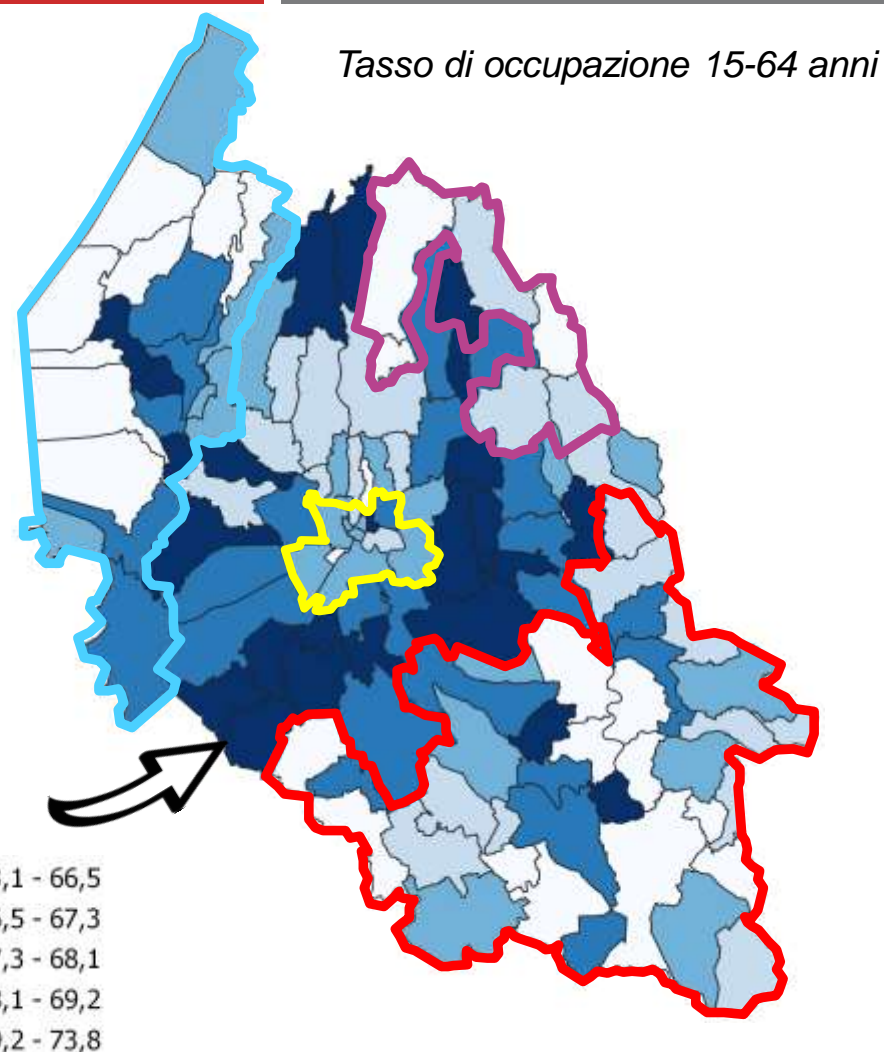 Tasso di occupazione 15-64 anni
,1 - 66,5
,5 - 67,3
,3 - 68,1
,1 - 69,2
,2 - 73,8